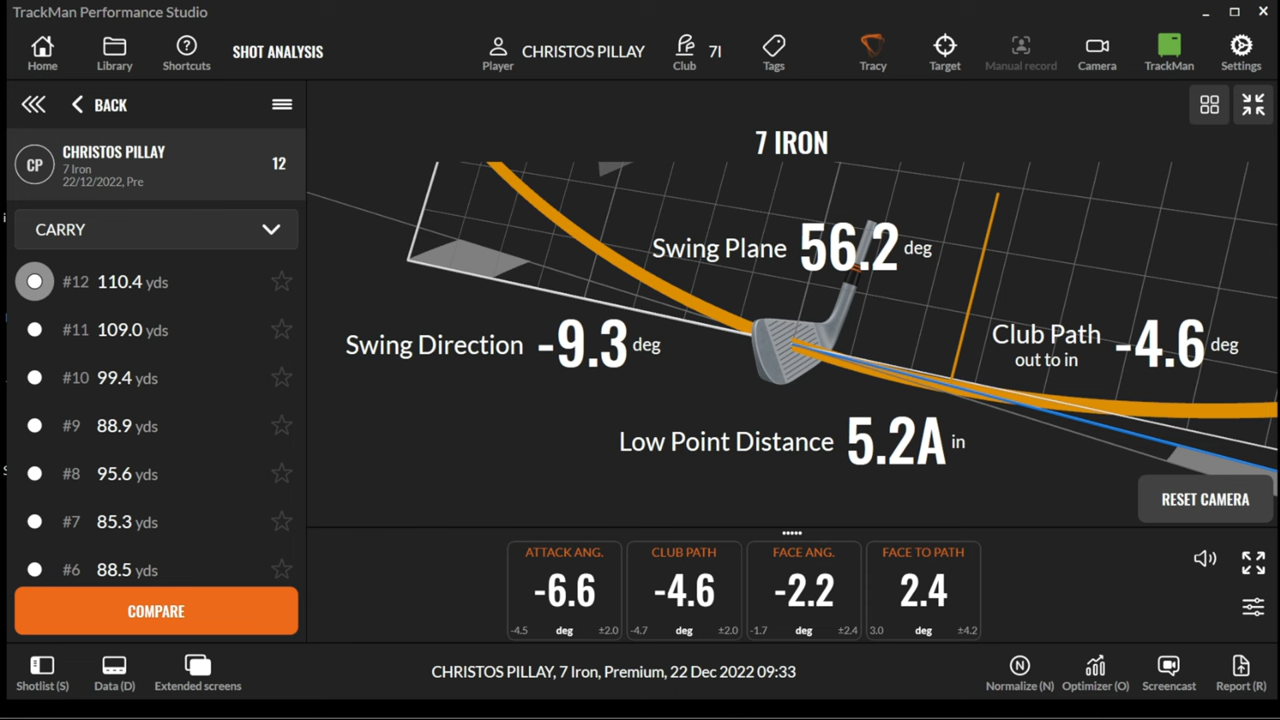 TrackMan Performance Studio
Home
Library
Shortcuts
SHOT ANALYSIS
Player
CHRISTOS PILLAY
Club
7I
Tags
Tracy
Target
Manual record
Camera
TrackMan
Settings
BACK
CP
CHRISTOS PILLAY
7 Iron
22/12/2022, Pre
12
CARRY
#12 110.4 yds
#11 109.0 yds
#10 99.4 yds
#9 88.9 yds
#8 95.6 yds
#7 85.3 yds
#6 88.5 yds
COMPARE
7 IRON
Swing Plane 56.2 deg
Swing Direction -9.3 deg
Club Path -4.6 deg
out to in
Low Point Distance 5.2A in
RESET CAMERA
ATTACK ANG.
-6.6
-4.5 deg ±2.0
CLUB PATH
-4.6
-4.7 deg ±2.0
FACE ANG.
-2.2
-1.7 deg ±2.4
FACE TO PATH
2.4
3.0 deg ±4.2
Shotlist (S)
Data (D)
Extended screens
CHRISTOS PILLAY, 7 Iron, Premium, 22 Dec 2022 09:33
N
Normalize (N)
Optimizer (O)
Screencast
Report (R)